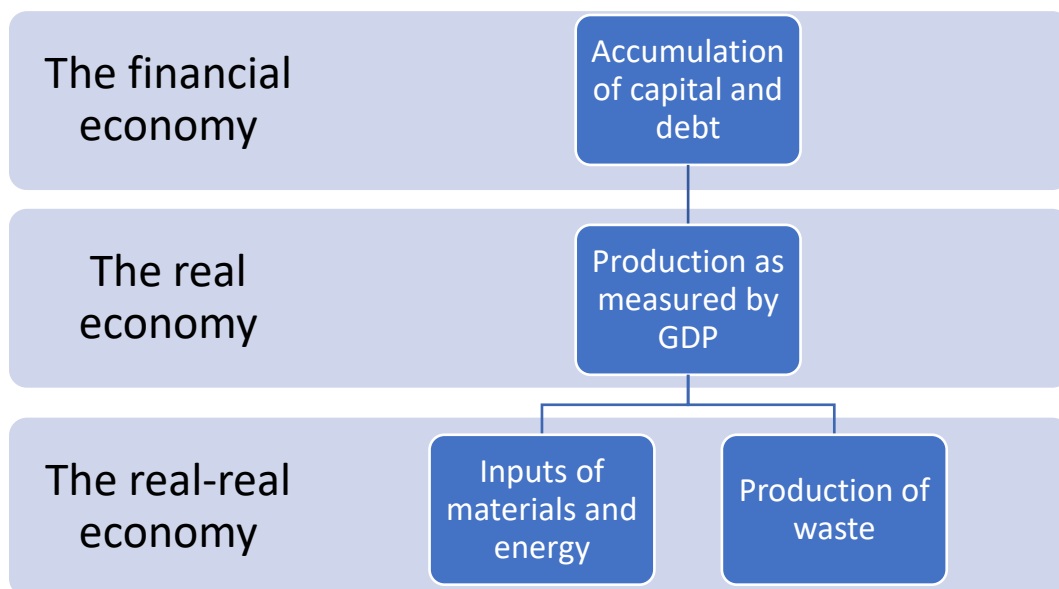 The financial
economy
Accumulation
of capital and
debt
The real
economy
Production as
measured by
GDP
The real-real
economy
Inputs of
materials and
energy
Production of
waste